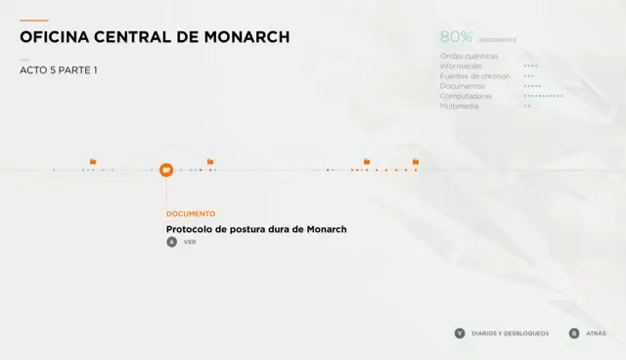 OFICINA CENTRAL DE MONARCH
ACTO 5 PARTE 1
80% DESCUBIERTO
Ondas cuánticas
Información
Fuentes de chronon
Documentos
Computadoras
Multimedia
DOCUMENTO
Protocolo de postura dura de Monarch
A VER
Y DIARIOS Y DESBLOQUEOS B ATRÁS